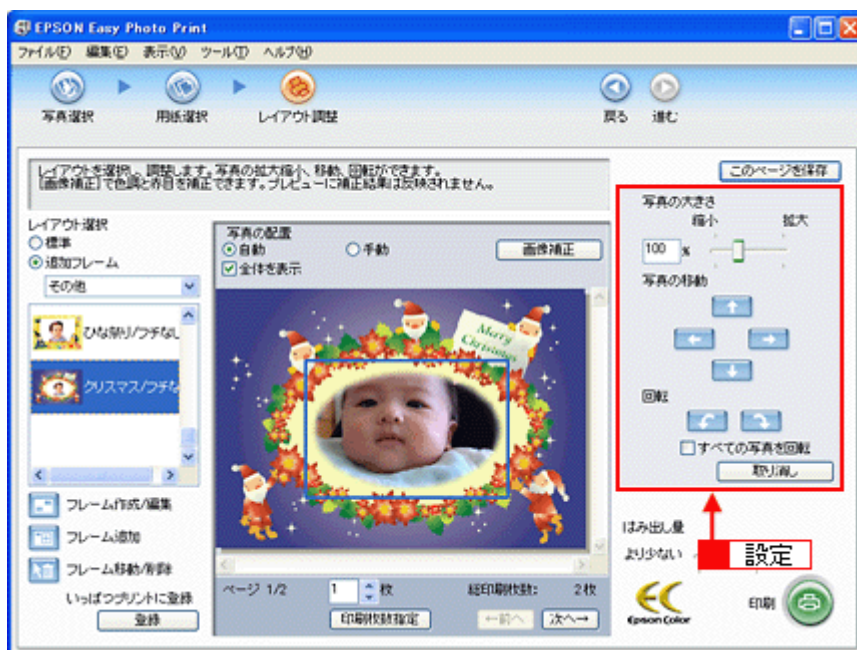 EPSON Easy Photo Print
ファイル(F) 編集(E) 表示(V) ツール(T) ヘルプ(H)
写真選択 用紙選択 レイアウト調整 戻る 進む
レイアウトを選択し、調整します。写真の拡大縮小、移動、回転ができます。
[画像補正]で色調と赤目を補正できます。プレビューに補正結果は反映されません。
このページを保存
レイアウト選択
標準
追加フレーム
その他
ひな祭り/フチなし
クリスマス/フチな
フレーム作成/編集
フレーム追加
フレーム移動/削除
いっぱつプリントに登録
登録
写真の配置
自動 手動 画像補正
全体を表示
Merry
Christmas
ページ 1/2 1 枚 総印刷枚数: 2枚
印刷枚数指定 ←前へ 次へ→
写真の大きさ
縮小 拡大
100 %
写真の移動
回転
すべての写真を回転
取り消し
はみ出し量
より少ない
設定
Epson Color
印刷